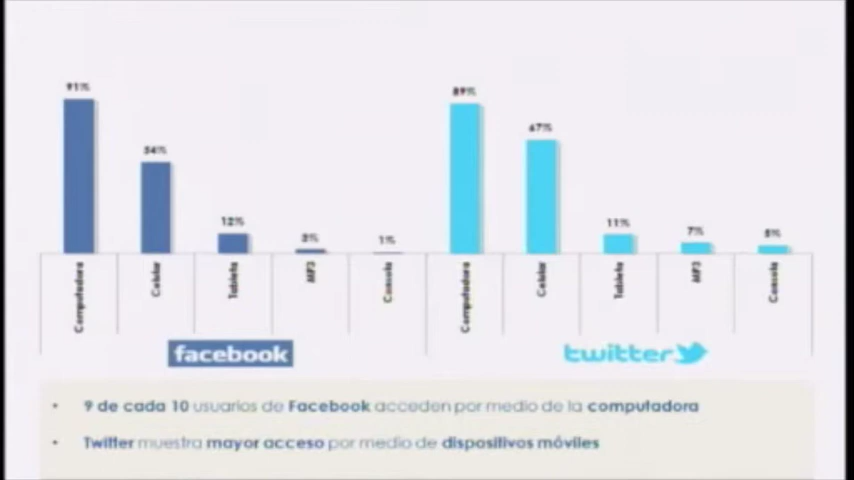 91%
54%
12%
3%
1%
89%
67%
11%
7%
5%
Computadora
Celular
Tableta
MP3
Consola
Computadora
Celular
Tableta
MP3
Consola
facebook
twitter
• 9 de cada 10 usuarios de Facebook acceden por medio de la computadora
• Twitter muestra mayor acceso por medio de dispositivos móviles